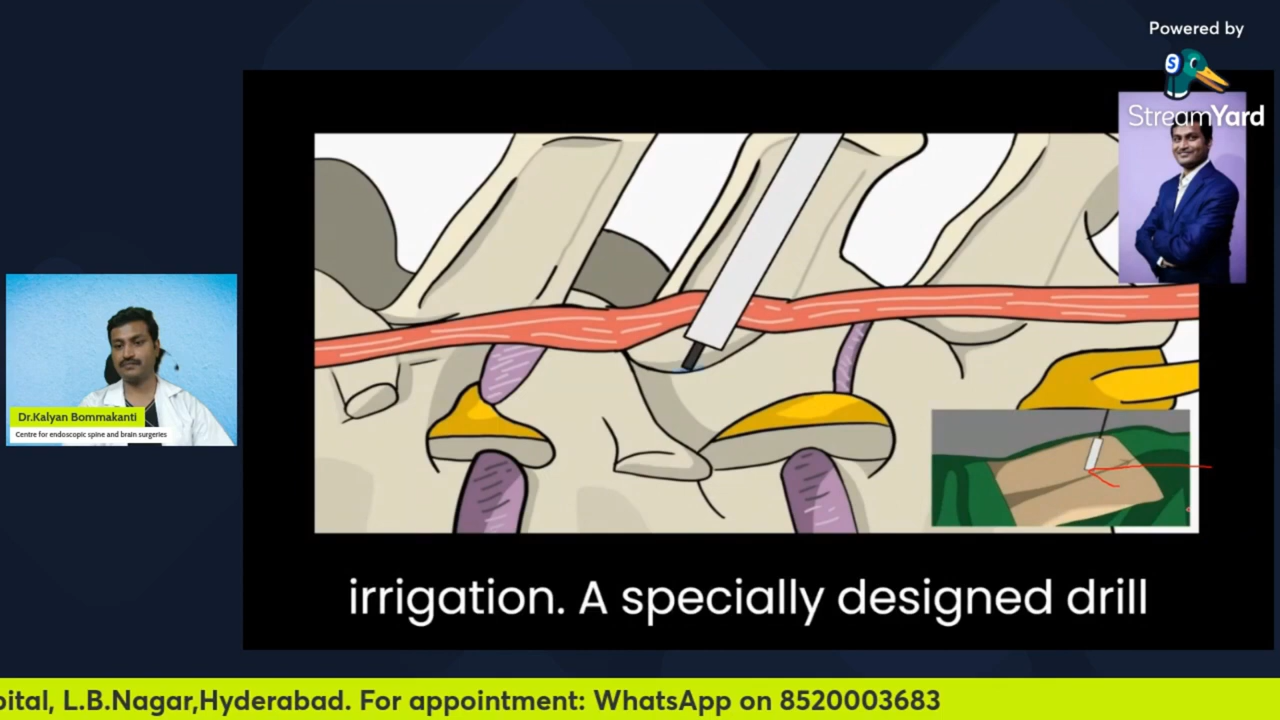 Powered by
StreamYard
Dr.Kalyan Bommakanti
Centre for endoscopic spine and brain surgeries
irrigation. A specially designed drill
pital, L.B.Nagar,Hyderabad. For appointment: WhatsApp on 8520003683